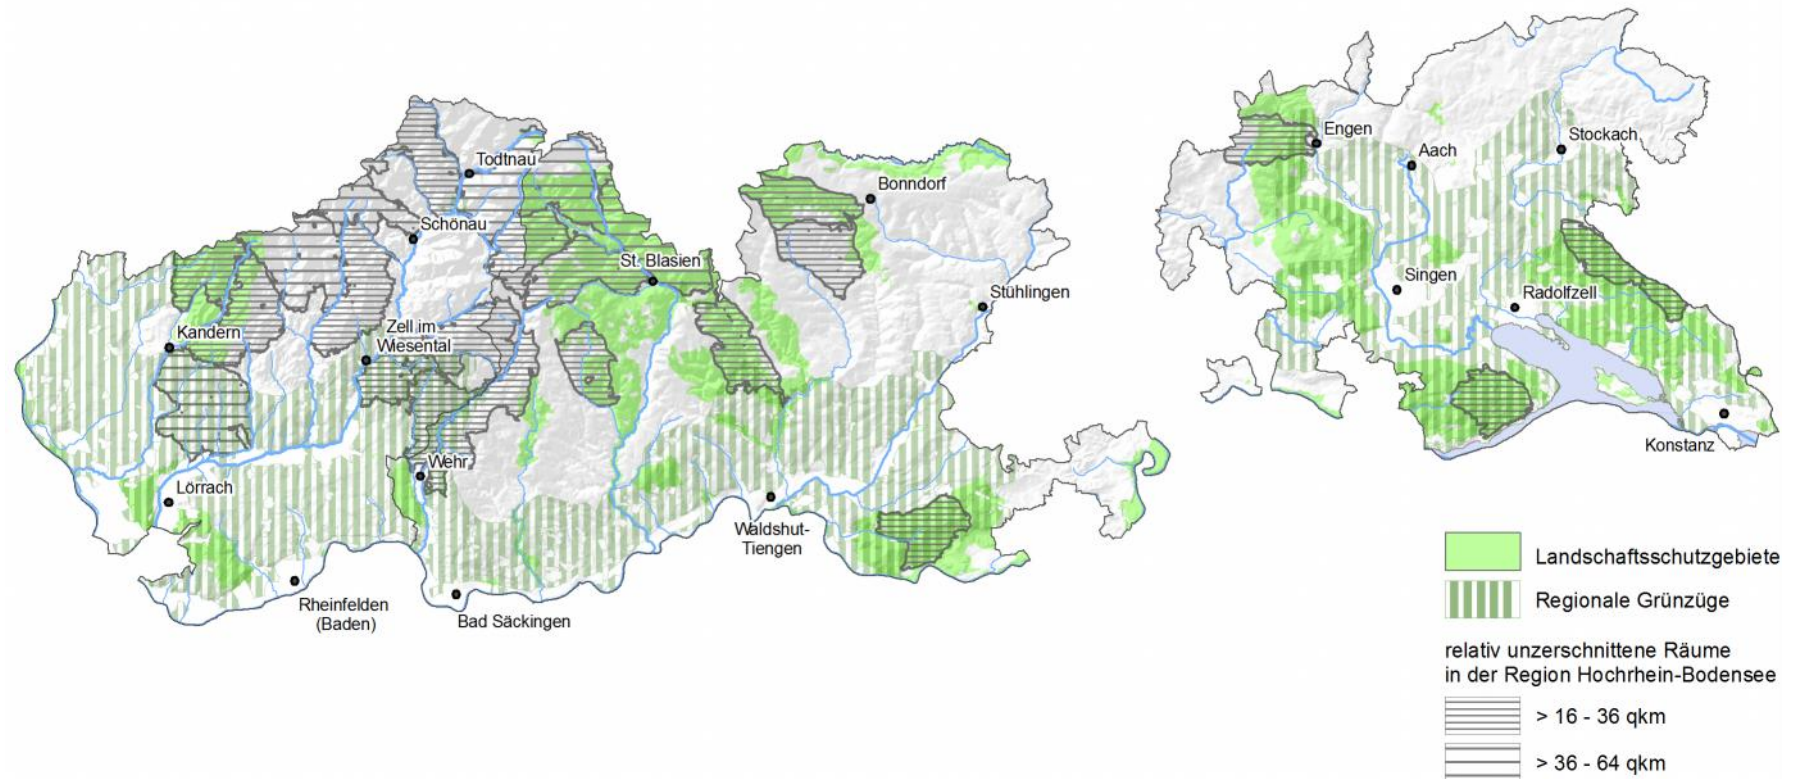 Engen
Stockach
Aach
Todtnau
Bonndorf
Schönau
St. Blasien
Singen
Radolfzell
Stühlingen
Kandern
Zell im
Wiesental
Konstanz
Wehr
Lörrach
Waldshut-
Tiengen
Rheinfelden
(Baden)
Bad Säckingen
Landschaftsschutzgebiete
Regionale Grünzüge
relativ unzerschnittene Räume
in der Region Hochrhein-Bodensee
> 16 - 36 qkm
> 36 - 64 qkm